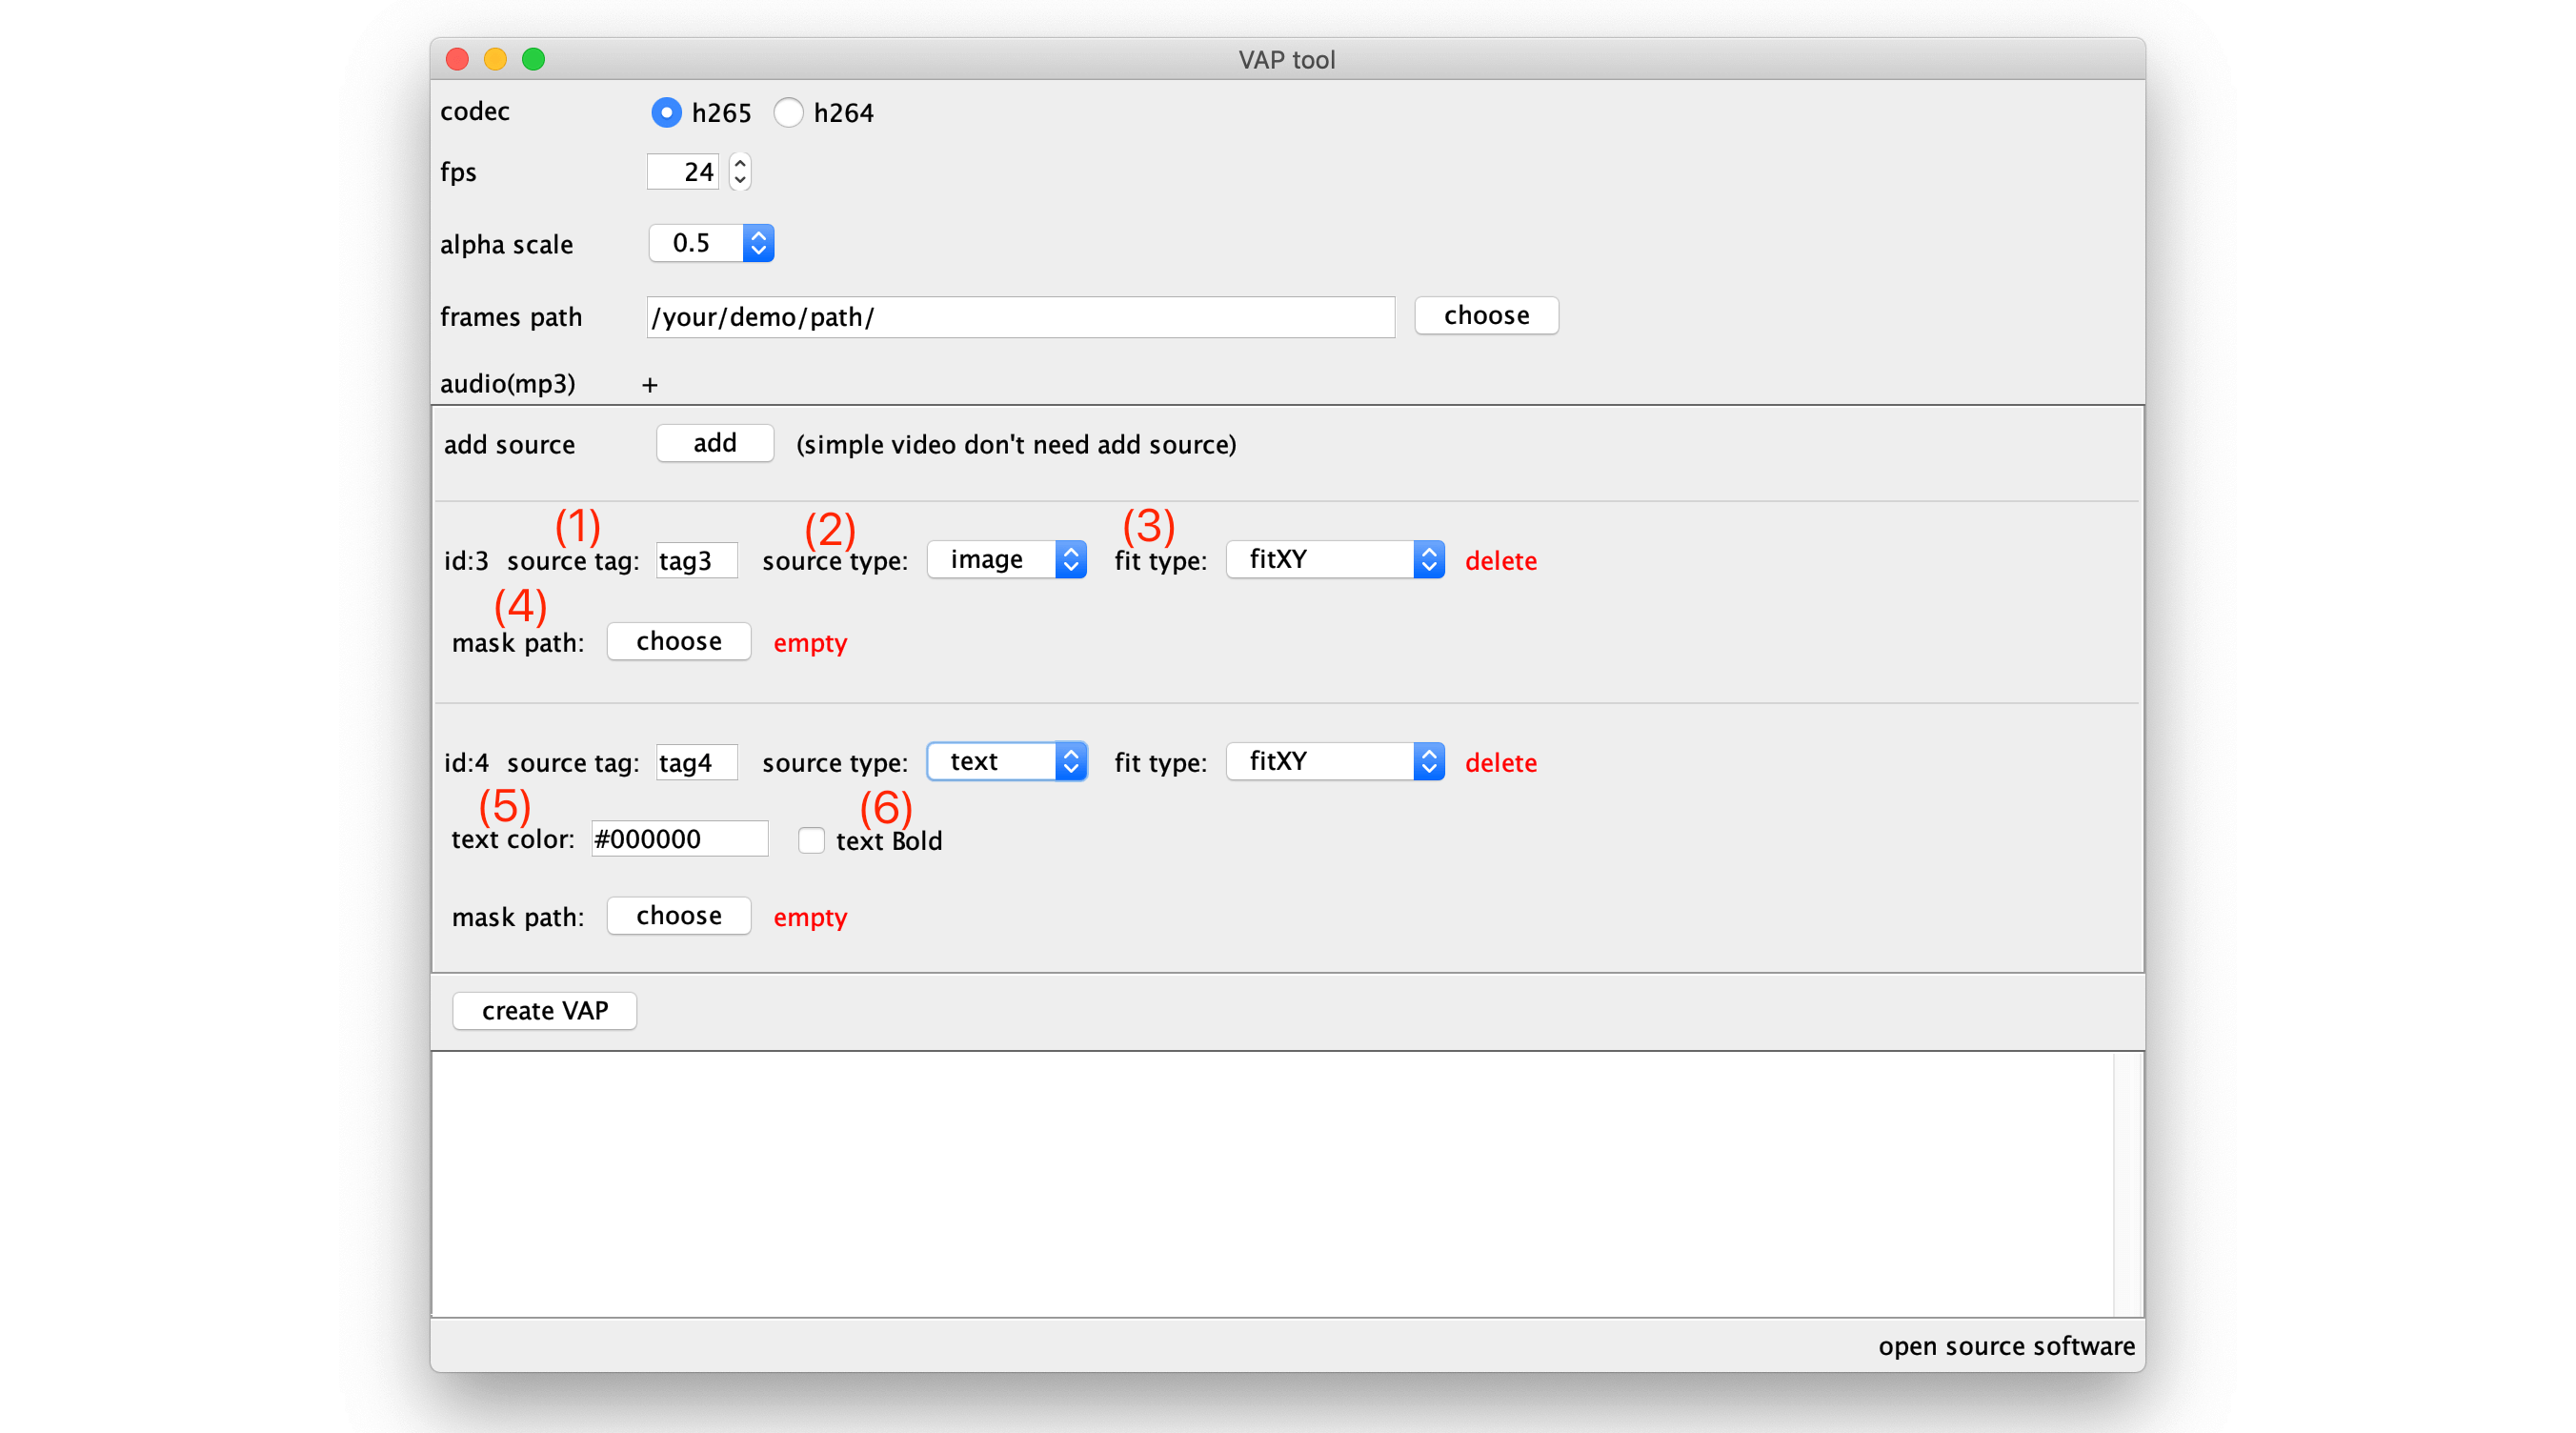 VAP tool
codec h265 h264
fps 24
alpha scale 0.5
frames path /your/demo/path/ choose
audio(mp3) +
add source add (simple video don't need add source)
(1) (2) (3)
id:3 source tag: tag3 source type: image fit type: fitXY delete
(4)
mask path: choose empty
id:4 source tag: tag4 source type: text fit type: fitXY delete
(5) (6)
text color: #000000 text Bold
mask path: choose empty
create VAP
open source software